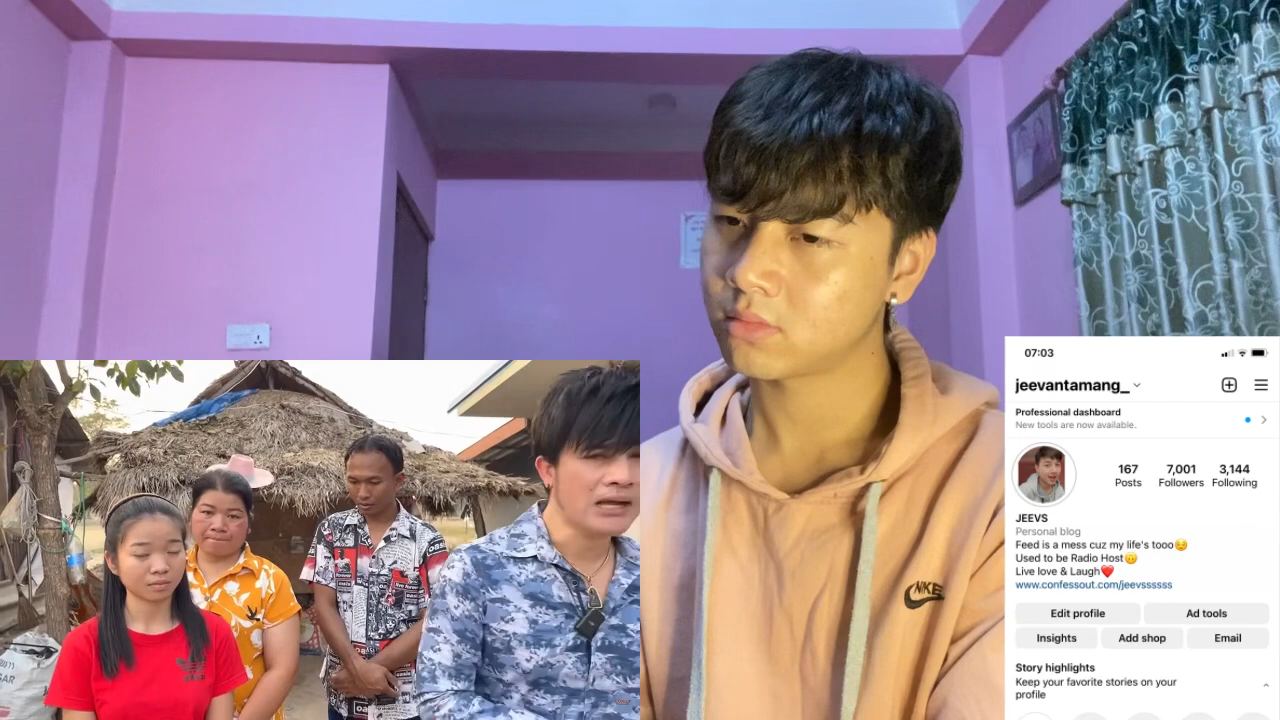 07:03
jeevantamang_
Professional dashboard
New tools are now available.
167 7,001 3,144
Posts Followers Following
JEEVS
Personal blog
Feed is a mess cuz my life's tooo😔
Used to be Radio Host🙃
Live love & Laugh❤️
www.confessout.com/jeevssssss
Edit profile Ad tools
Insights Add shop Email
Story highlights
Keep your favorite stories on your
profile
NIKE